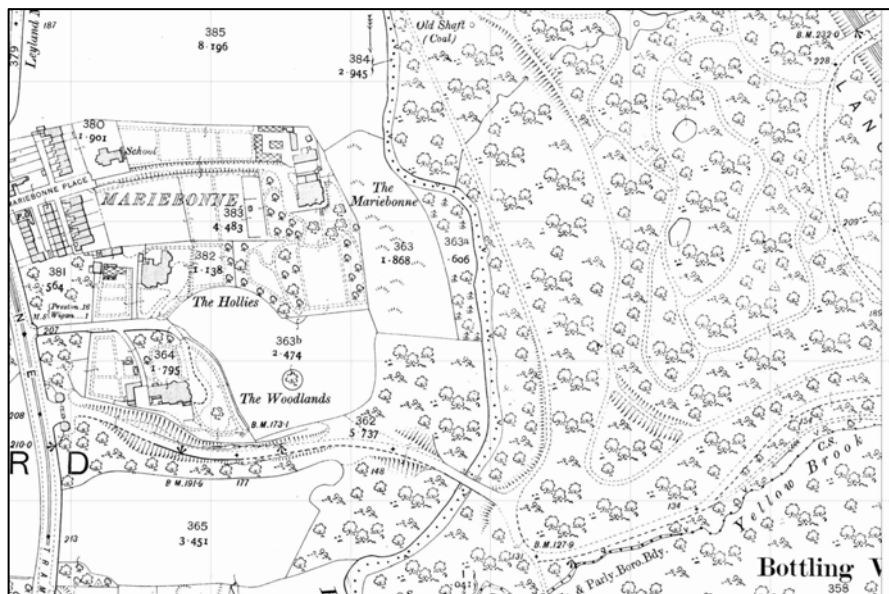 187
385
8·196
Old Shaft
(Coal)
B.M.232·0
228
379
Leyland
384
2·945
L A N
380
1·901
School
MARIEBONNE PLACE
MARIEBONNE
The
Mariebonne
383
4·483
209
363
1·868
363a
·606
382
1·138
381
·564
The Hollies
Preston 16
M.S. Wigan 1
207
N
E
363b
2·474
189
364
1·795
The Woodlands
208
B.M.173·1
362
5·737
210·0
R D
154
C.S.
Yellow Brook
148
B.M.191·6
177
134
365
3·451
213
T R A M
B.M.127·9
131
& Parly. Boro. Bdy.
Bottling
358